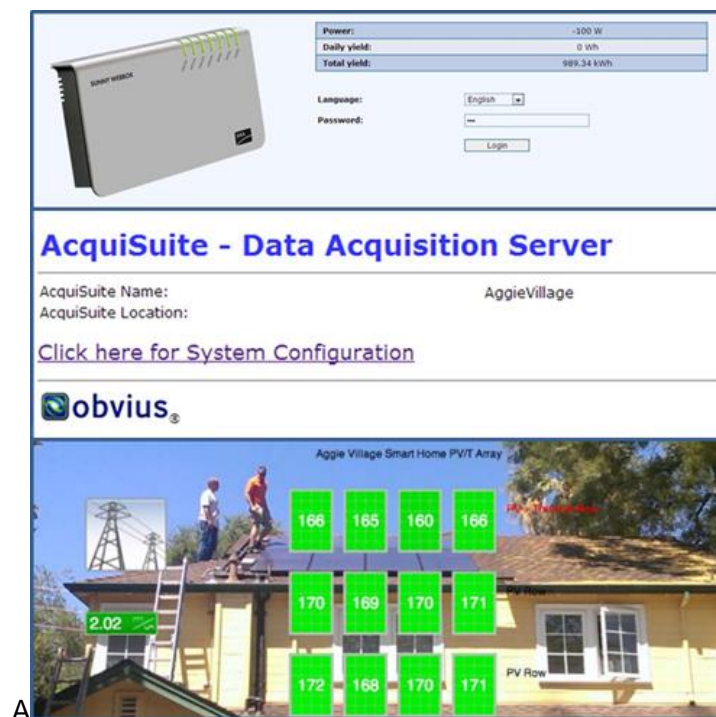 SUNNY WEBBOX
Power: -100 W
Daily yield: 0 Wh
Total yield: 989.34 kWh
Language: English
Password: •••
Login
AcquiSuite - Data Acquisition Server
AcquiSuite Name: AggieVillage
AcquiSuite Location:
Click here for System Configuration
obvius®
Aggie Village Smart Home PV/T Array
166 165 160 166
170 169 170 171 PV Row
2.02
172 168 170 171 PV Row
A